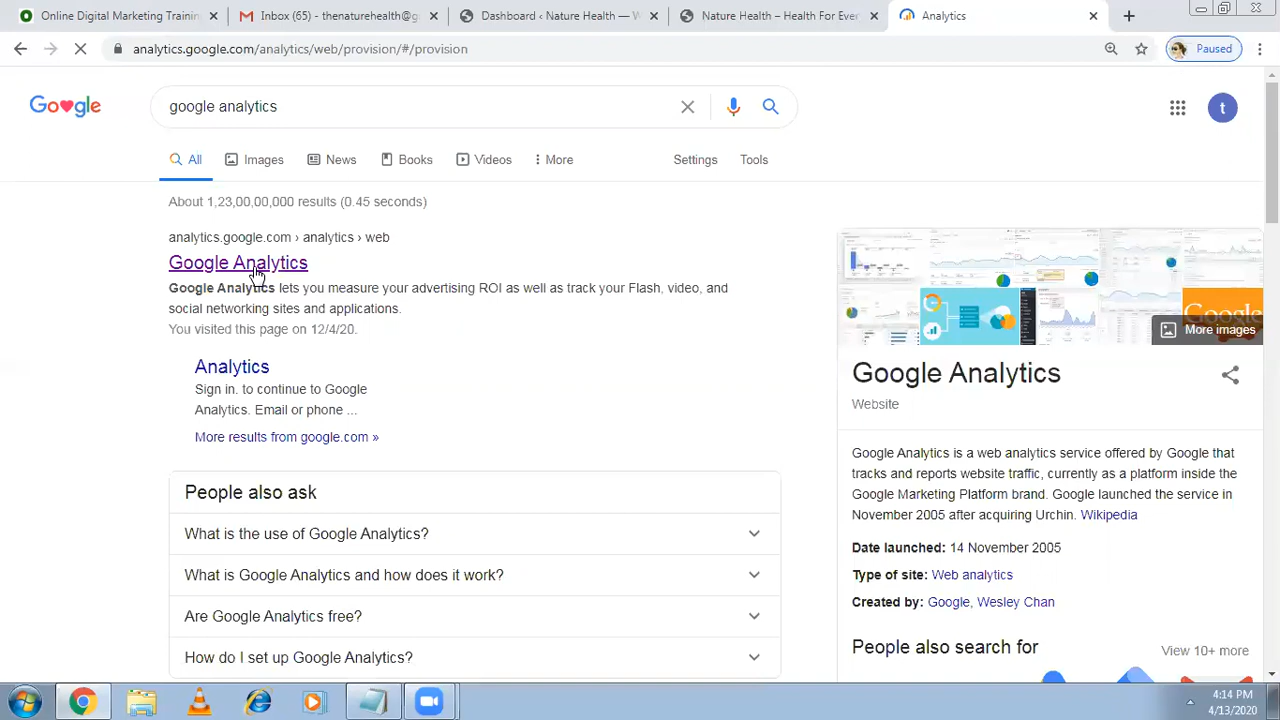 Online Digital Marketing Trainin
Inbox (65) - thenaturehealth@g
Dashboard ‹ Nature Health — W
Nature Health – Health For Ever
Analytics
analytics.google.com/analytics/web/provision/#/provision
Paused
google analytics
t
All
Images
News
Books
Videos
More
Settings
Tools
About 1,23,00,00,000 results (0.45 seconds)
analytics.google.com › analytics › web
Google Analytics
Google Analytics lets you measure your advertising ROI as well as track your Flash, video, and
social networking sites and applications.
Analytics
Sign in. to continue to Google
Analytics. Email or phone ...
More results from google.com »
People also ask
What is the use of Google Analytics?
What is Google Analytics and how does it work?
Are Google Analytics free?
How do I set up Google Analytics?
Google
More images
Google Analytics
Website
Google Analytics is a web analytics service offered by Google that
tracks and reports website traffic, currently as a platform inside the
Google Marketing Platform brand. Google launched the service in
November 2005 after acquiring Urchin. Wikipedia
Date launched: 14 November 2005
Type of site: Web analytics
Created by: Google, Wesley Chan
People also search for
View 10+ more
4:14 PM
4/13/2020